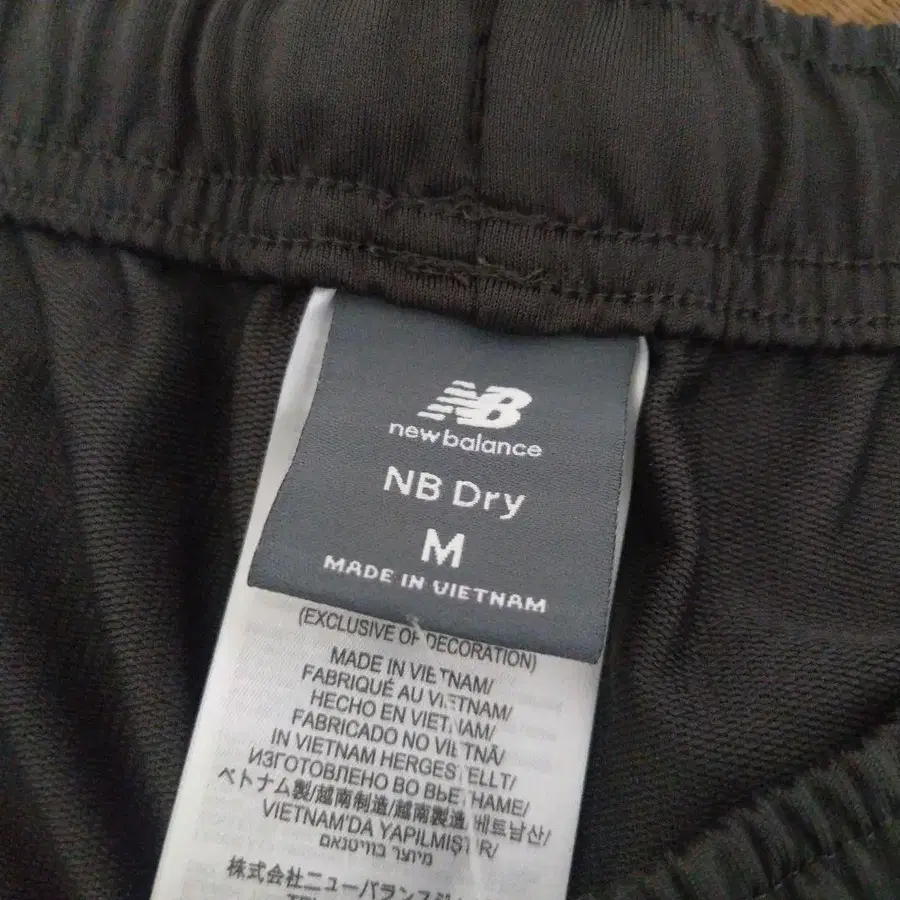 NB
new balance
NB Dry
M
MADE IN VIETNAM
(EXCLUSIVE OF DECORATION)
MADE IN VIETNAM/
FABRIQUÉ AU VIETNAM/
HECHO EN VIETNAM/
FABRICADO NO VIETNÃ/
IN VIETNAM HERGESTELLT/
ИЗГОТОВЛЕНО ВО ВЬЕТНАМЕ/
ベトナム製/越南制造/越南製造/베트남산/
VIETNAM'DA YAPILMIŞTIR/
מיוצר בווייטנאם
株式会社ニューバランスジ